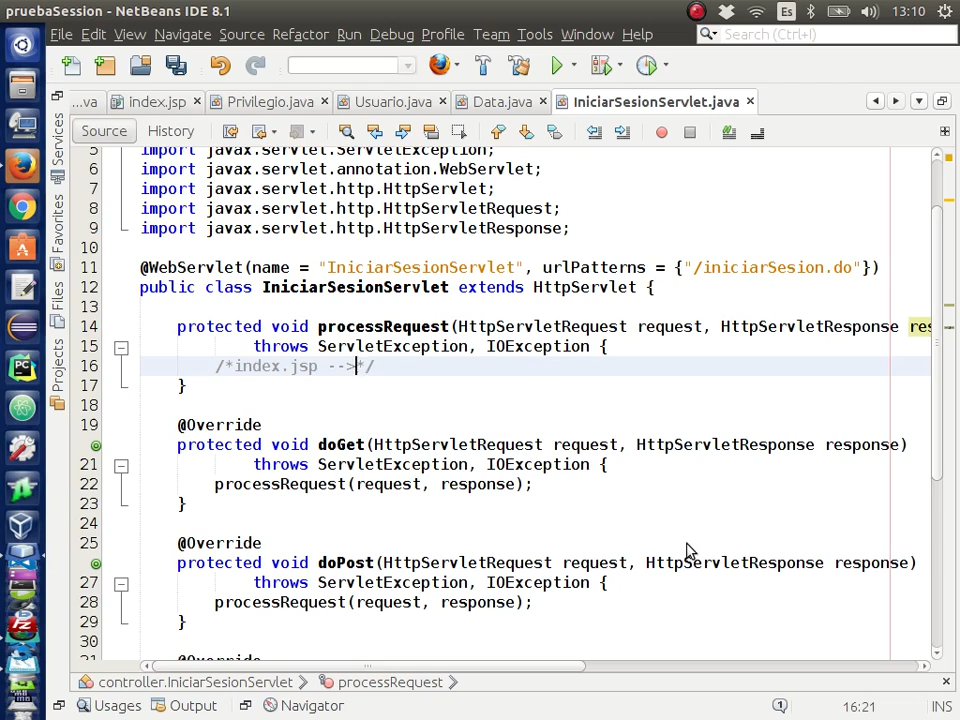 pruebaSession - NetBeans IDE 8.1
Es
13:10
File Edit View Navigate Source Refactor Run Debug Profile Team Tools Window Help
Search (Ctrl+I)
...va index.jsp Privilegio.java Usuario.java Data.java IniciarSesionServlet.java
Source History
Services
Favorites
Files
Projects
5 import javax.servlet.ServletException;
6 import javax.servlet.annotation.WebServlet;
7 import javax.servlet.http.HttpServlet;
8 import javax.servlet.http.HttpServletRequest;
9 import javax.servlet.http.HttpServletResponse;
10
11 @WebServlet(name = "IniciarSesionServlet", urlPatterns = {"/iniciarSesion.do"})
12 public class IniciarSesionServlet extends HttpServlet {
13
14 protected void processRequest(HttpServletRequest request, HttpServletResponse res
15 throws ServletException, IOException {
16 /*index.jsp -->*/
17 }
18
19 @Override
protected void doGet(HttpServletRequest request, HttpServletResponse response)
21 throws ServletException, IOException {
22 processRequest(request, response);
23 }
24
25 @Override
protected void doPost(HttpServletRequest request, HttpServletResponse response)
27 throws ServletException, IOException {
28 processRequest(request, response);
29 }
30
31 @Override
controller.IniciarSesionServlet processRequest
Usages Output Navigator
1
16:21
INS